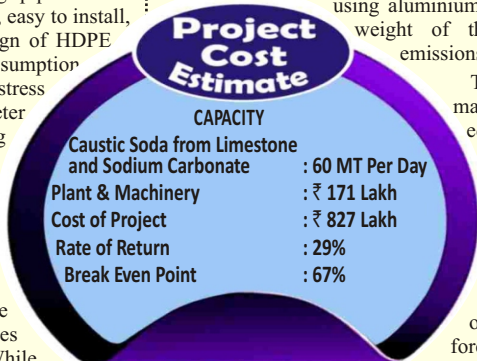 gn of HDPE
easy to install,
sumption
stress
eter
g
e
es
While
using aluminium
weight of th
emissions
T
ma
e
o
ford
Project
Cost
Estimate
CAPACITY
Caustic Soda from Limestone
and Sodium Carbonate : 60 MT Per Day
Plant & Machinery : ₹ 171 Lakh
Cost of Project : ₹ 827 Lakh
Rate of Return : 29%
Break Even Point : 67%